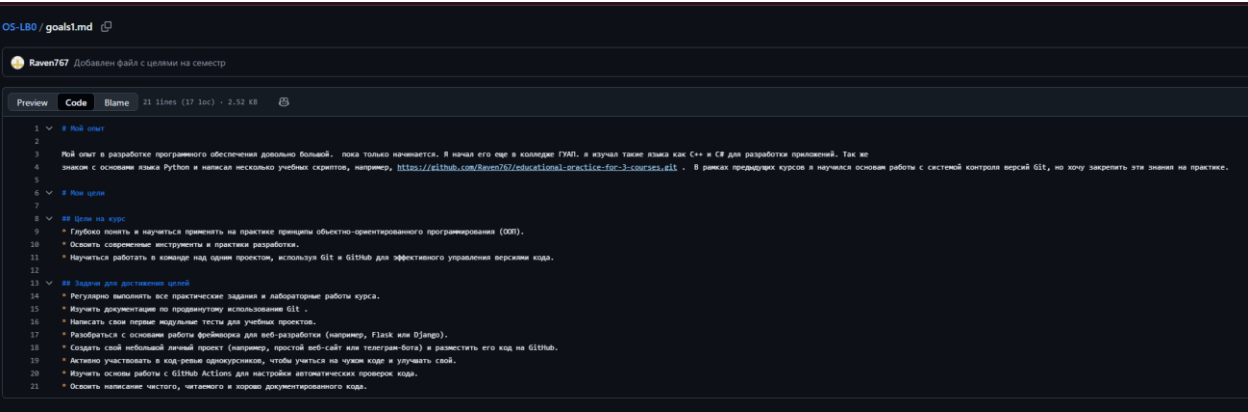 OS-LB0 / goals1.md
Raven767 Добавлен файл с целями на семестр
Preview Code Blame 21 lines (17 loc) · 2.52 KB
1 # Мой опыт
2
3 Мой опыт в разработке программного обеспечения довольно большой. пока только начинается. Я начал его еще в колледже ГУАП. я изучал такие языка как C++ и C# для разработки приложений. Так же
4 знаком с основами языка Python и написал несколько учебных скриптов, например, https://github.com/Raven767/educational-practice-for-3-courses.git . В рамках предыдущих курсов я научился основам работы с системой контроля версий Git, но хочу закрепить эти знания на практике.
5
6 # Мои цели
7
8 ## Цели на курс
9 * Глубоко понять и научиться применять на практике принципы объектно-ориентированного программирования (ООП).
10 * Освоить современные инструменты и практики разработки.
11 * Научиться работать в команде над одним проектом, используя Git и GitHub для эффективного управления версиями кода.
12
13 ## Задачи для достижения целей
14 * Регулярно выполнять все практические задания и лабораторные работы курса.
15 * Изучить документацию по продвинутому использованию Git .
16 * Написать свои первые модульные тесты для учебных проектов.
17 * Разобраться с основами работы фреймворка для веб-разработки (например, Flask или Django).
18 * Создать свой небольшой личный проект (например, простой веб-сайт или телеграм-бота) и разместить его код на GitHub.
19 * Активно участвовать в код-ревью однокурсников, чтобы учиться на чужом коде и улучшать свой.
20 * Изучить основы работы с GitHub Actions для настройки автоматических проверок кода.
21 * Освоить написание чистого, читаемого и хорошо документированного кода.